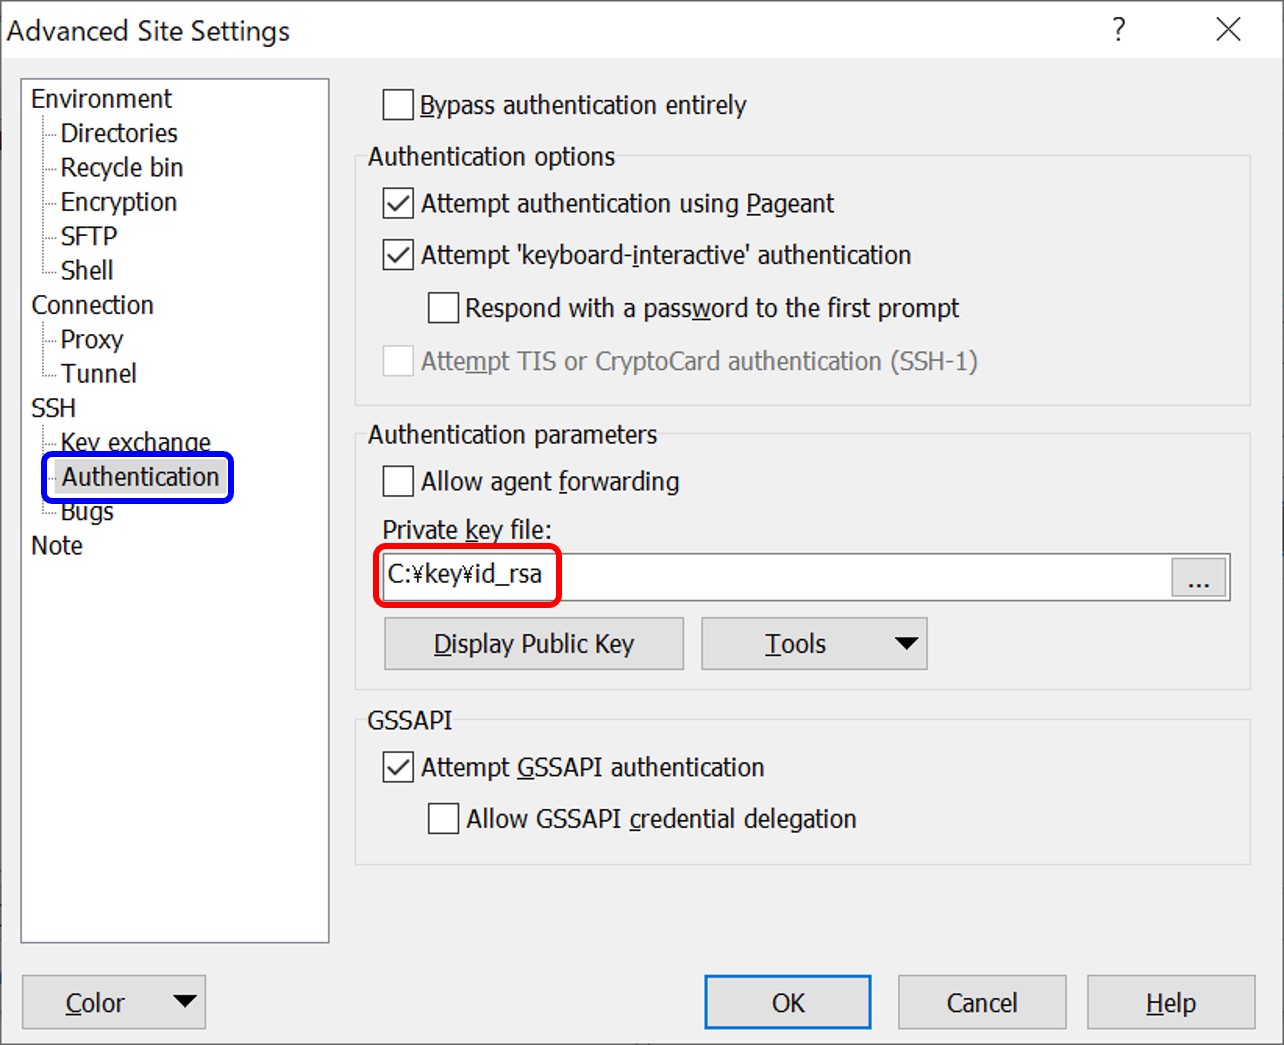 Advanced Site Settings
?
Environment
Directories
Recycle bin
Encryption
SFTP
Shell
Connection
Proxy
Tunnel
SSH
Key exchange
Authentication
Bugs
Note
Bypass authentication entirely
Authentication options
Attempt authentication using Pageant
Attempt 'keyboard-interactive' authentication
Respond with a password to the first prompt
Attempt TIS or CryptoCard authentication (SSH-1)
Authentication parameters
Allow agent forwarding
Private key file:
C:¥key¥id_rsa
...
Display Public Key
Tools
GSSAPI
Attempt GSSAPI authentication
Allow GSSAPI credential delegation
Color
OK
Cancel
Help